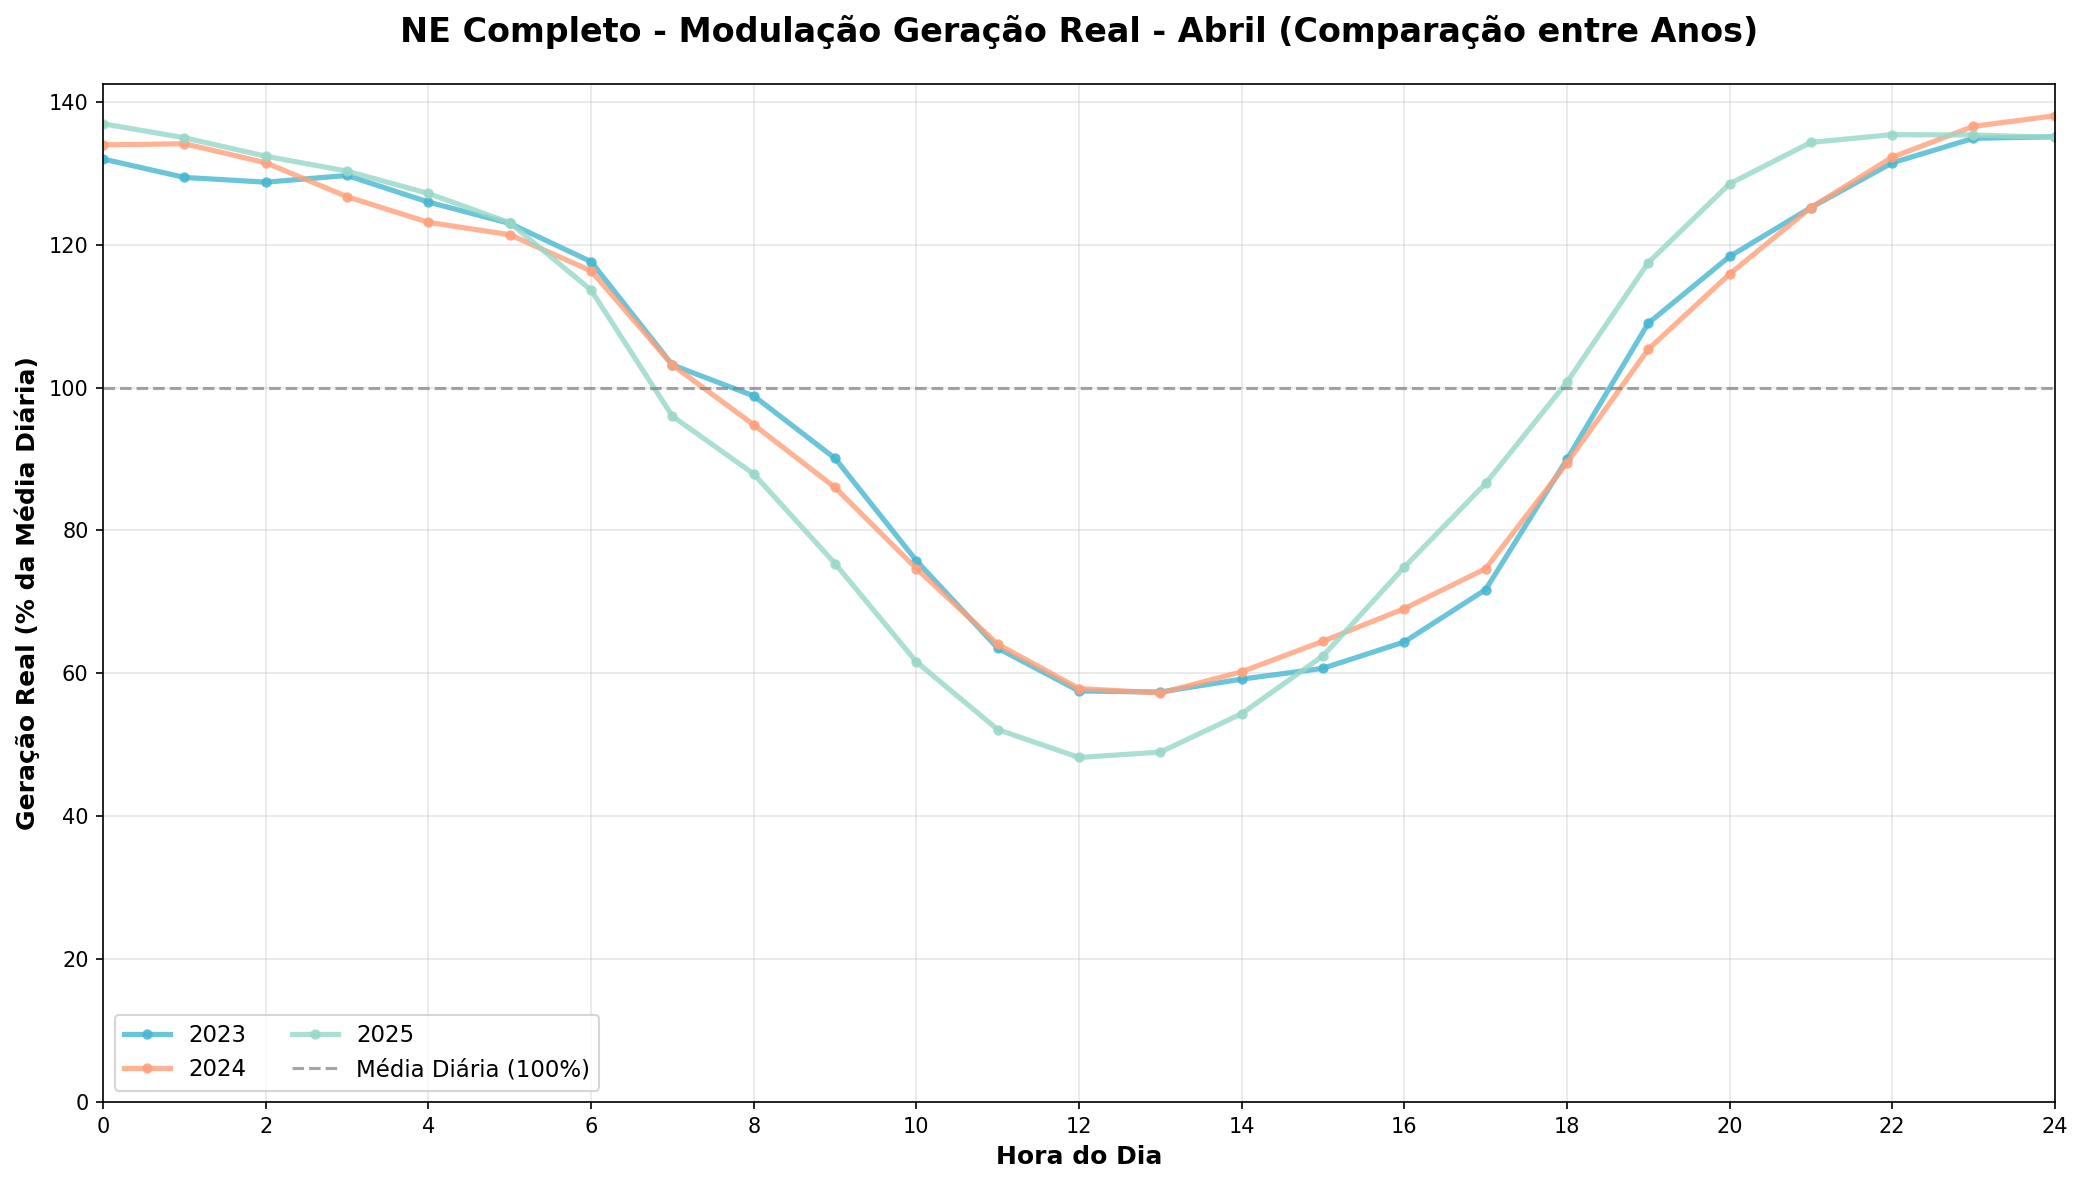 NE Completo - Modulação Geração Real - Abril (Comparação entre Anos)
Geração Real (% da Média Diária)
140
120
100
80
60
40
20
0
2023
2024
2025
Média Diária (100%)
0 2 4 6 8 10 12 14 16 18 20 22 24
Hora do Dia